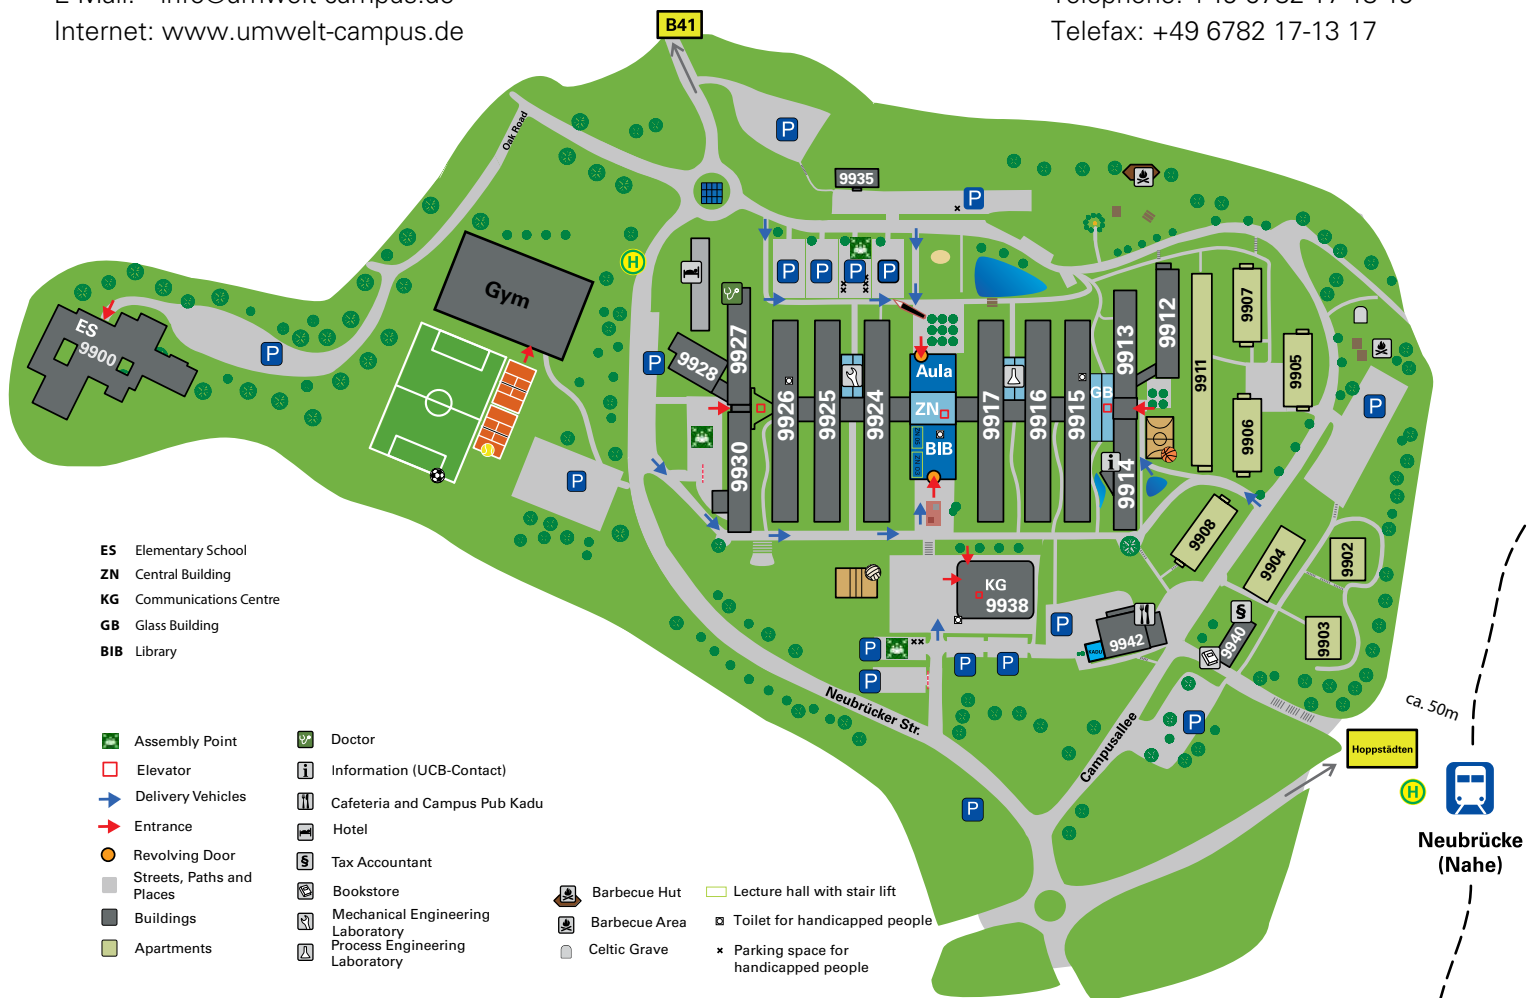 Internet: www.umwelt-campus.de
Telefax: +49 6782 17-13 17
B41
Oak Road
P
9935
P
H
P
P
P
P
Gym
ES
9900
P
P
9928
9927
9926
9925
9924
Aula
ZN
BIB
9917
9916
9915
GB
9913
9912
9911
9907
9905
9906
P
9930
9914
i
P
9908
9904
9902
9903
KG
9938
P
KADU
9942
§
9940
P
P
P
P
P
Neubrücker Str.
Campusallee
P
ca. 50m
Hoppstädten
H
Neubrücke
(Nahe)
ES Elementary School
ZN Central Building
KG Communications Centre
GB Glass Building
BIB Library
Assembly Point
Elevator
Delivery Vehicles
Entrance
Revolving Door
Streets, Paths and
Places
Buildings
Apartments
Doctor
i Information (UCB-Contact)
Cafeteria and Campus Pub Kadu
Hotel
§ Tax Accountant
Bookstore
Mechanical Engineering
Laboratory
Process Engineering
Laboratory
Barbecue Hut
Barbecue Area
Celtic Grave
Lecture hall with stair lift
Toilet for handicapped people
Parking space for
handicapped people